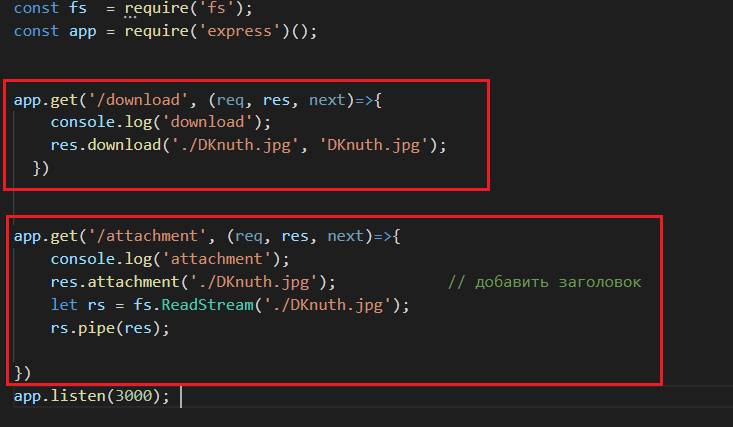 const fs  = require('fs');
const app = require('express')();
app.get('/download', (req, res, next)=>{
console.log('download');
res.download('./DKnuth.jpg', 'DKnuth.jpg');
})
app.get('/attachment', (req, res, next)=>{
console.log('attachment');
res.attachment('./DKnuth.jpg');          // добавить заголовок
let rs = fs.ReadStream('./DKnuth.jpg');
rs.pipe(res);
})
app.listen(3000);